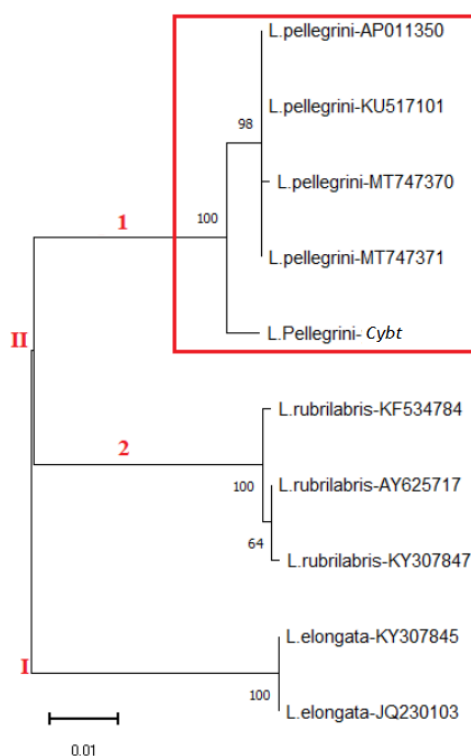 L.pellegrini-AP011350
98
L.pellegrini-KU517101
L.pellegrini-MT747370
100
1
L.pellegrini-MT747371
II
L.Pellegrini- Cybt
L.rubrilabris-KF534784
2
100
L.rubrilabris-AY625717
64
L.rubrilabris-KY307847
L.elongata-KY307845
I
100
L.elongata-JQ230103
0.01